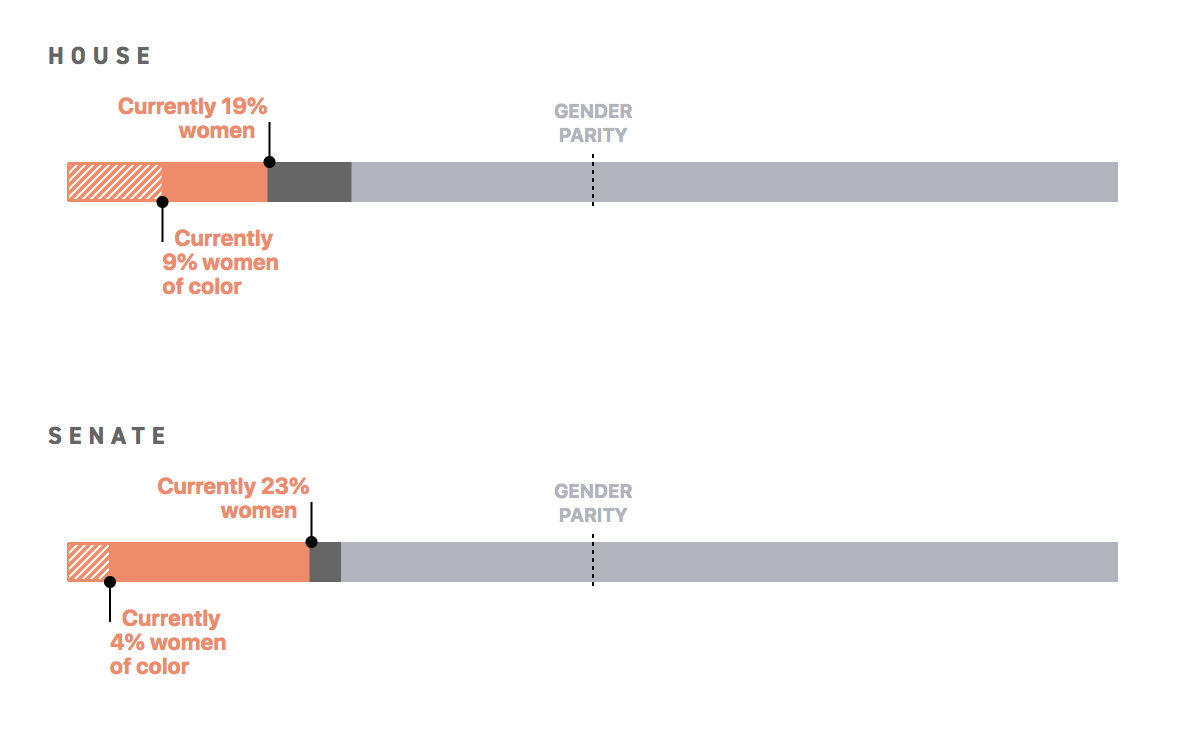 HOUSE
Currently 19%
women
GENDER
PARITY
Currently
9% women
of color
SENATE
Currently 23%
women
GENDER
PARITY
Currently
4% women
of color